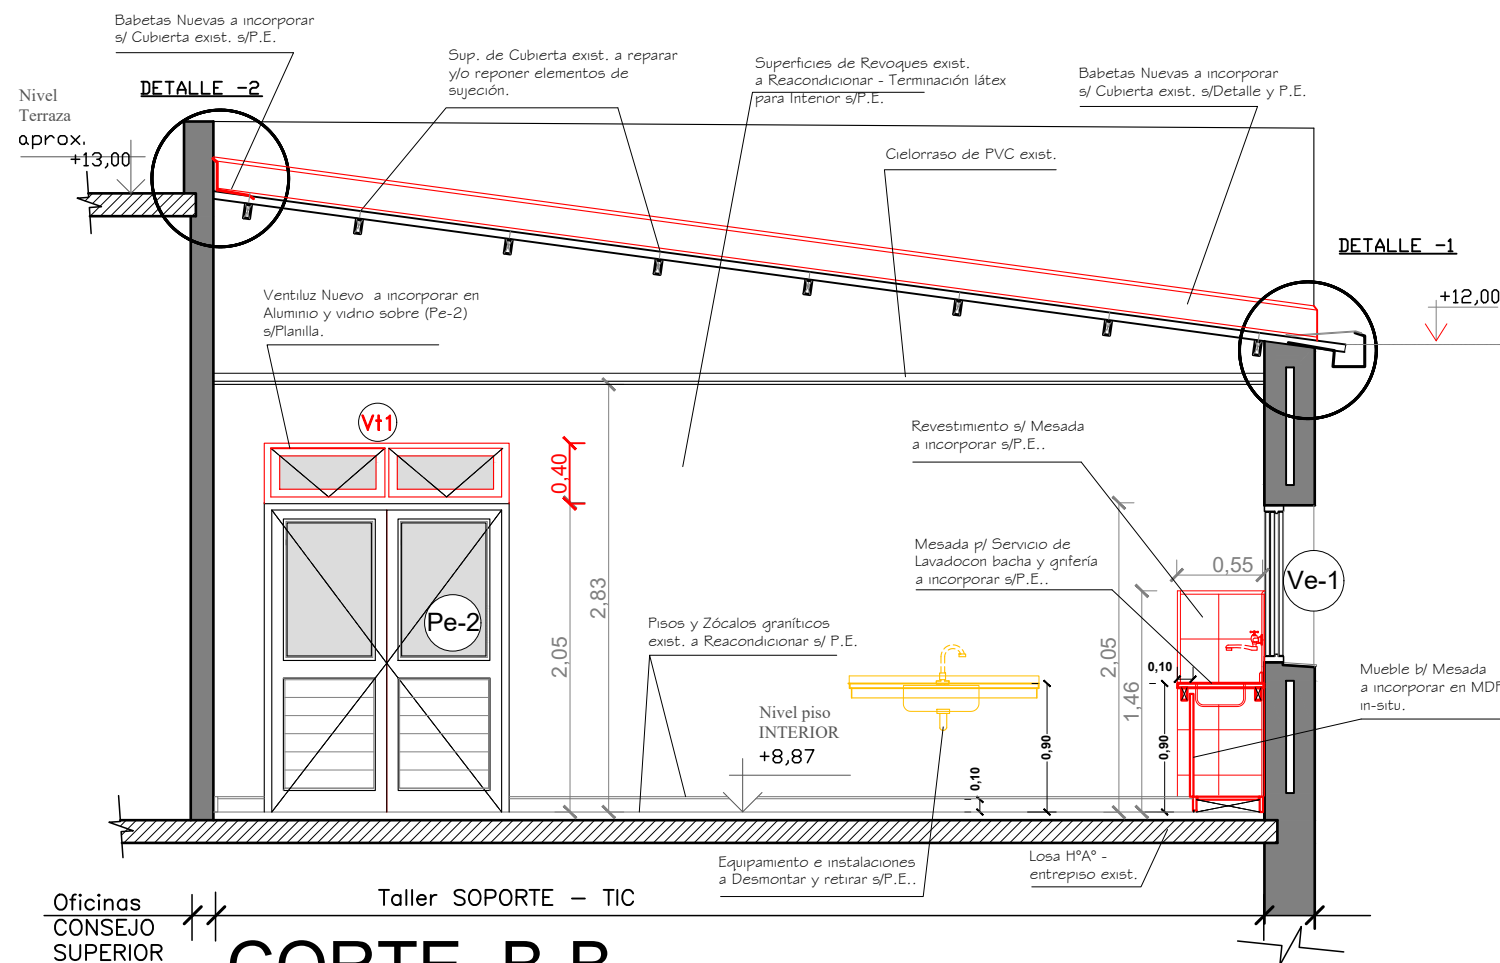 Babetas Nuevas a incorporar
s/ Cubierta exist. s/P.E.
DETALLE -2
Nivel
Terraza
aprox.
+13,00
Sup. de Cubierta exist. a reparar
y/o reponer elementos de
sujeción.
Superficies de Revoques exist.
a Reacondicionar - Terminación látex
para Interior s/P.E.
Babetas Nuevas a incorporar
s/ Cubierta exist. s/Detalle y P.E.
Cielorraso de PVC exist.
DETALLE -1
+12,00
Ventiluz Nuevo a incorporar en
Aluminio y vidrio sobre (Pe-2)
s/Planilla.
Vt1
0,40
2,05
2,83
Pe-2
Revestimiento s/ Mesada
a incorporar s/P.E..
Mesada p/ Servicio de
Lavadocon bacha y grifería
a incorporar s/P.E..
0,55
Ve-1
2,05
1,46
0,10
0,90
Pisos y Zócalos graníticos
exist. a Reacondicionar s/ P.E.
Nivel piso
INTERIOR
+8,87
0,90
0,10
Mueble b/ Mesada
a incorporar en MDF
in-situ.
Equipamiento e instalaciones
a Desmontar y retirar s/P.E..
Losa HºAº -
entrepiso exist.
Oficinas
CONSEJO
SUPERIOR
Taller SOPORTE - TIC
CORTE B-B